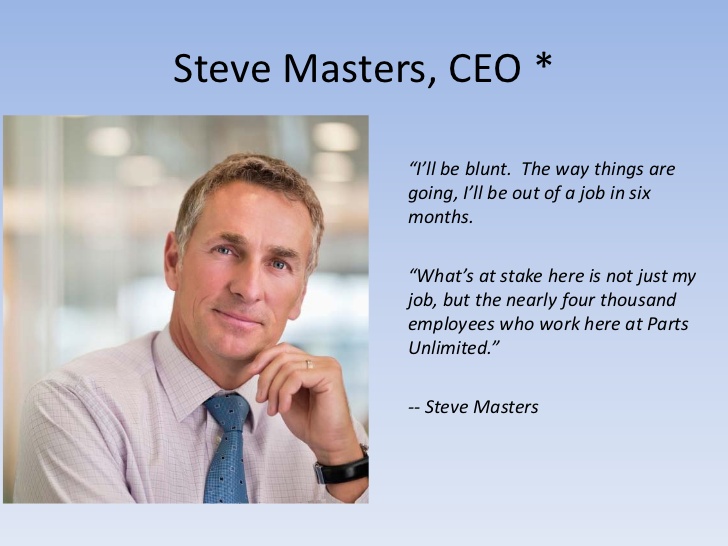 Steve Masters, CEO *
“I’ll be blunt.  The way things are
going, I’ll be out of a job in six
months.
“What’s at stake here is not just my
job, but the nearly four thousand
employees who work here at Parts
Unlimited.”
-- Steve Masters